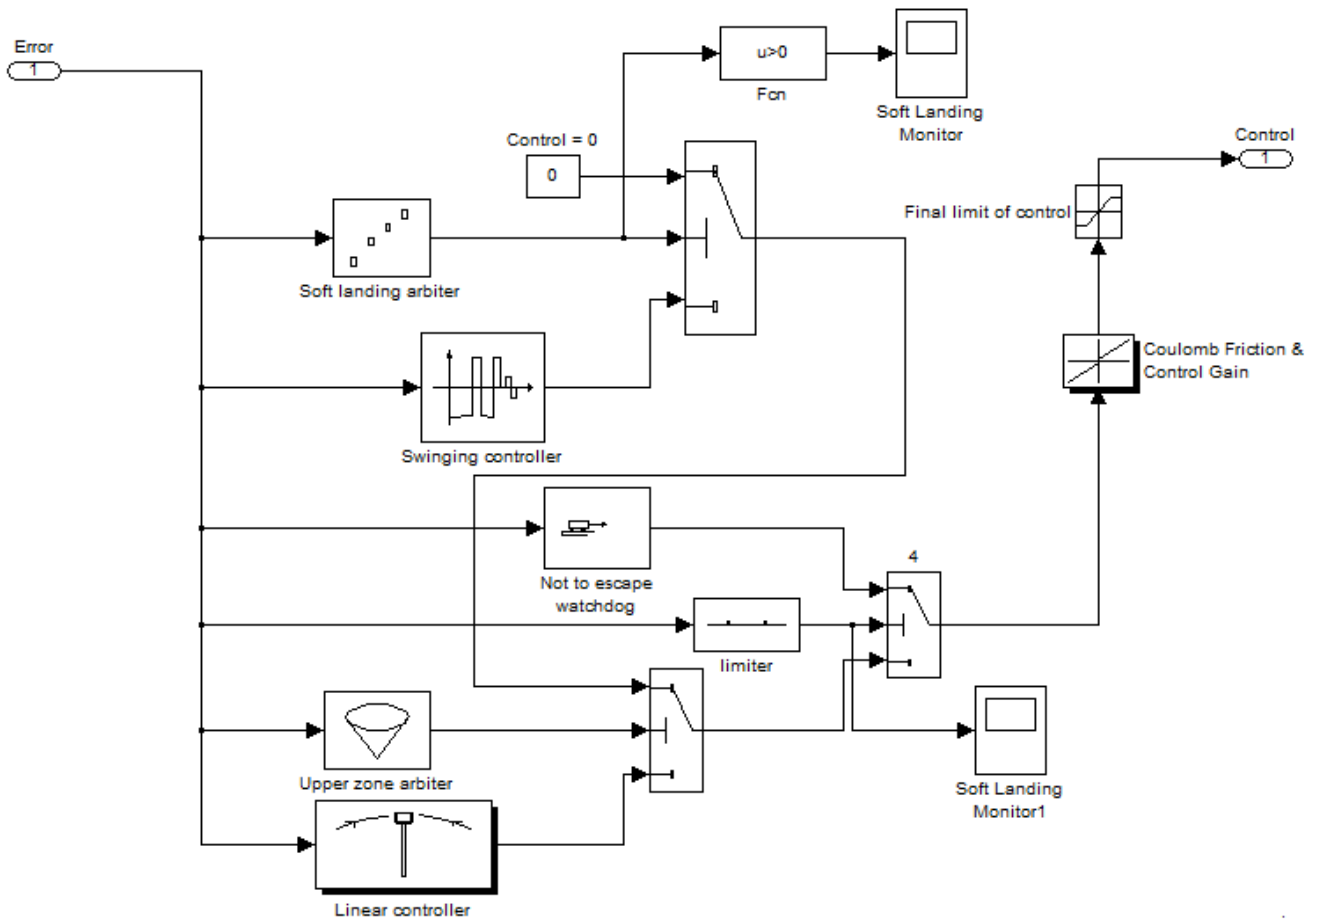 Error
1
u>0
Fcn
Soft Landing
Monitor
Control = 0
0
Control
1
Final limit of control
Soft landing arbiter
Coulomb Friction &
Control Gain
Swinging controller
Not to escape
watchdog
4
limiter
Upper zone arbiter
Soft Landing
Monitor1
Linear controller